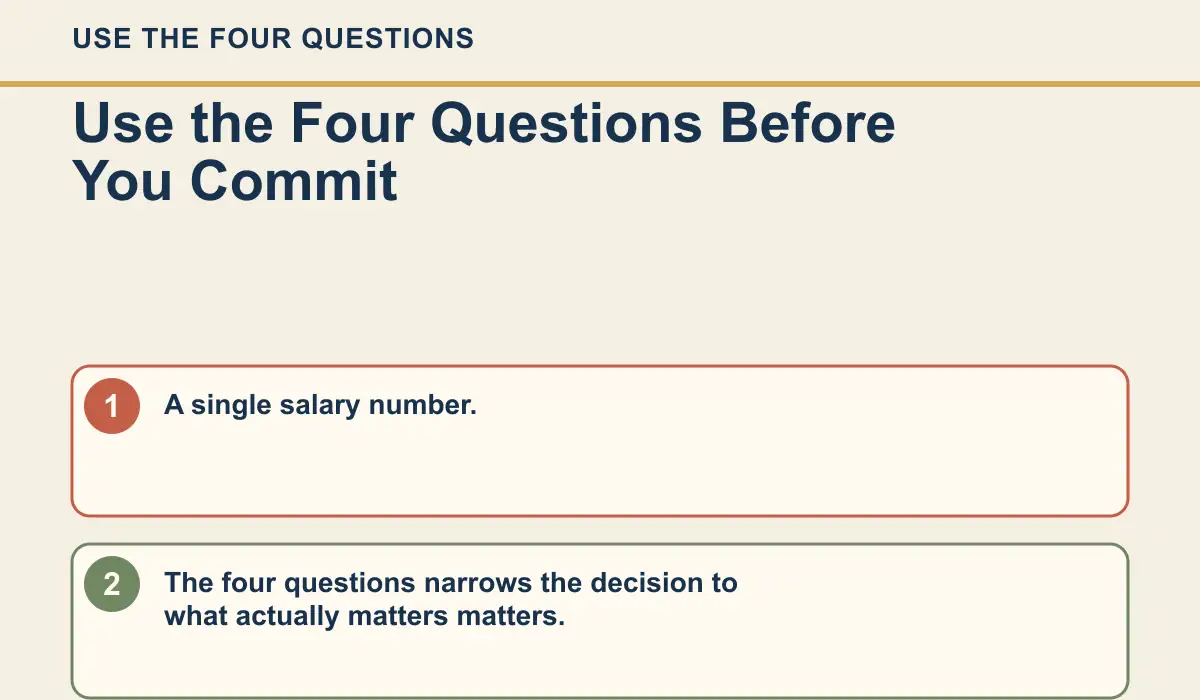 USE THE FOUR QUESTIONS
Use the Four Questions Before
You Commit
1
A single salary number.
2
The four questions narrows the decision to
what actually matters matters.